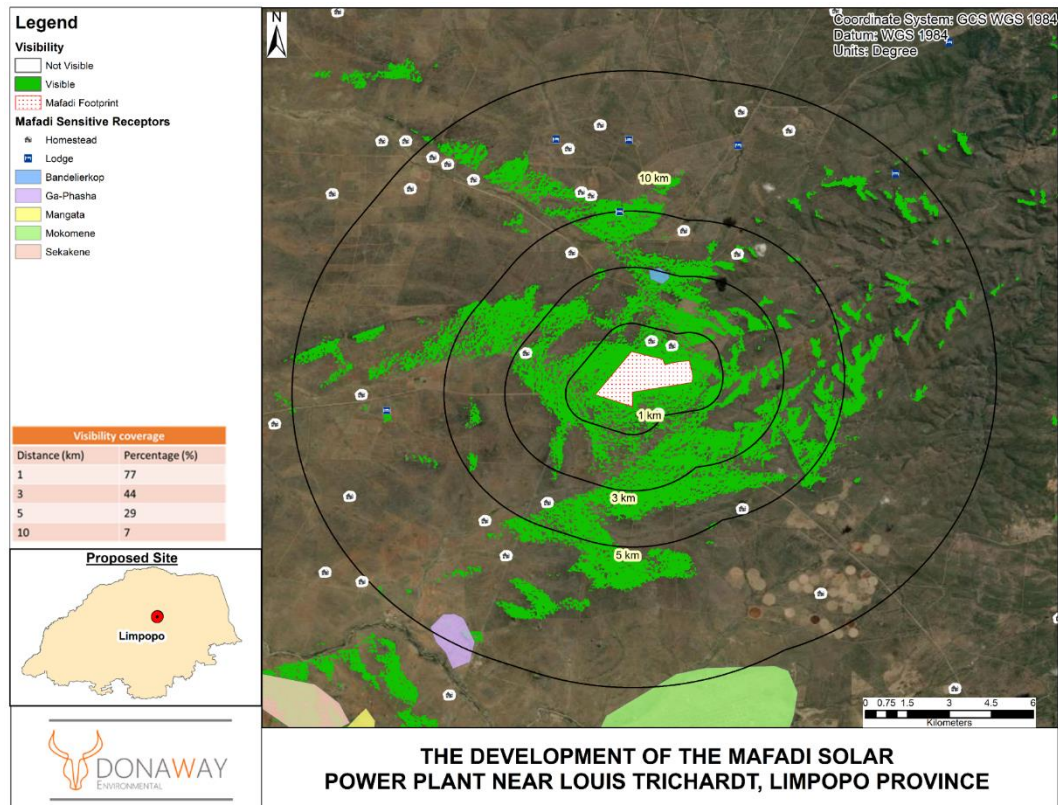 Legend
Visibility
Not Visible
Visible
Mafadi Footprint
Mafadi Sensitive Receptors
Homestead
Lodge
Bandelierkop
Ga-Phasha
Mangata
Mokomene
Sekakene
Visibility coverage
Distance (km) Percentage (%)
1 77
3 44
5 29
10 7
Proposed Site
Limpopo
DONAWAY
ENVIRONMENTAL
N
Coordinate System: GCS WGS 1984
Datum: WGS 1984
Units: Degree
10 km
1 km
3 km
5 km
0 0.75 1.5 3 4.5 6
Kilometers
THE DEVELOPMENT OF THE MAFADI SOLAR
POWER PLANT NEAR LOUIS TRICHARDT, LIMPOPO PROVINCE